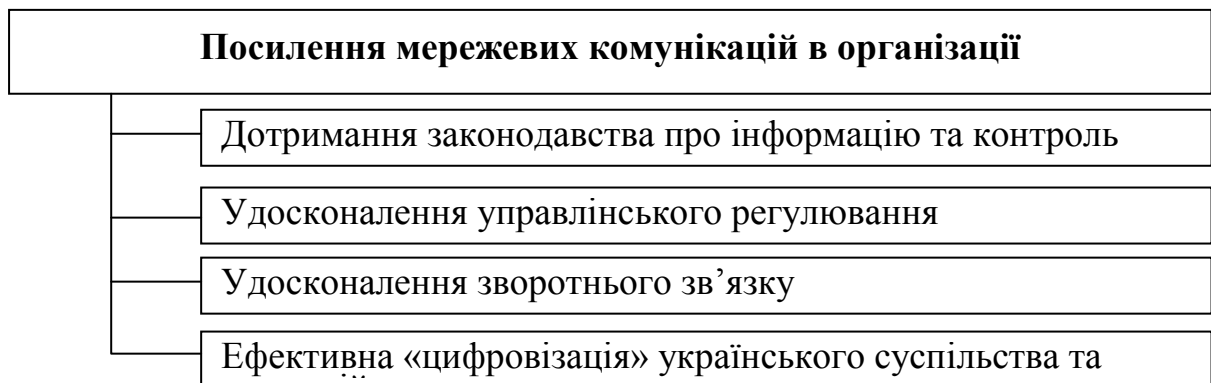 Посилення мережевих комунікацій в організації
Дотримання законодавства про інформацію та контроль
Удосконалення управлінського регулювання
Удосконалення зворотнього зв’язку
Ефективна «цифровізація» українського суспільства та